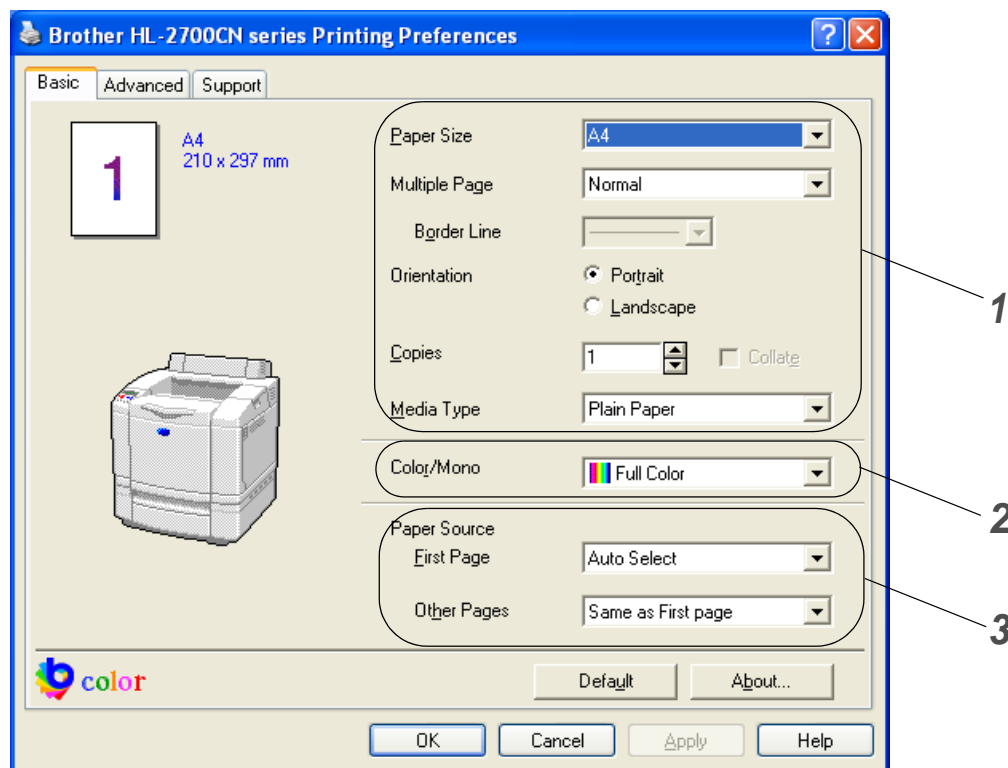 Brother HL-2700CN series Printing Preferences
Basic Advanced Support
1
A4
210 x 297 mm
Paper Size A4
Multiple Page Normal
Border Line
Orientation Portrait
Landscape
Copies 1 Collate
Media Type Plain Paper
1
Color/Mono Full Color
2
Paper Source
First Page Auto Select
Other Pages Same as First page
3
color
Default About...
OK Cancel Apply Help